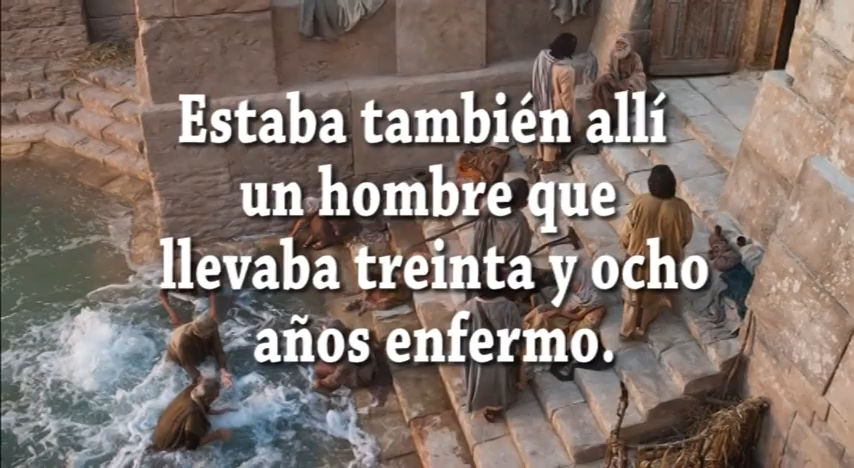 Estaba también allí
un hombre que
llevaba treinta y ocho
años enfermo.